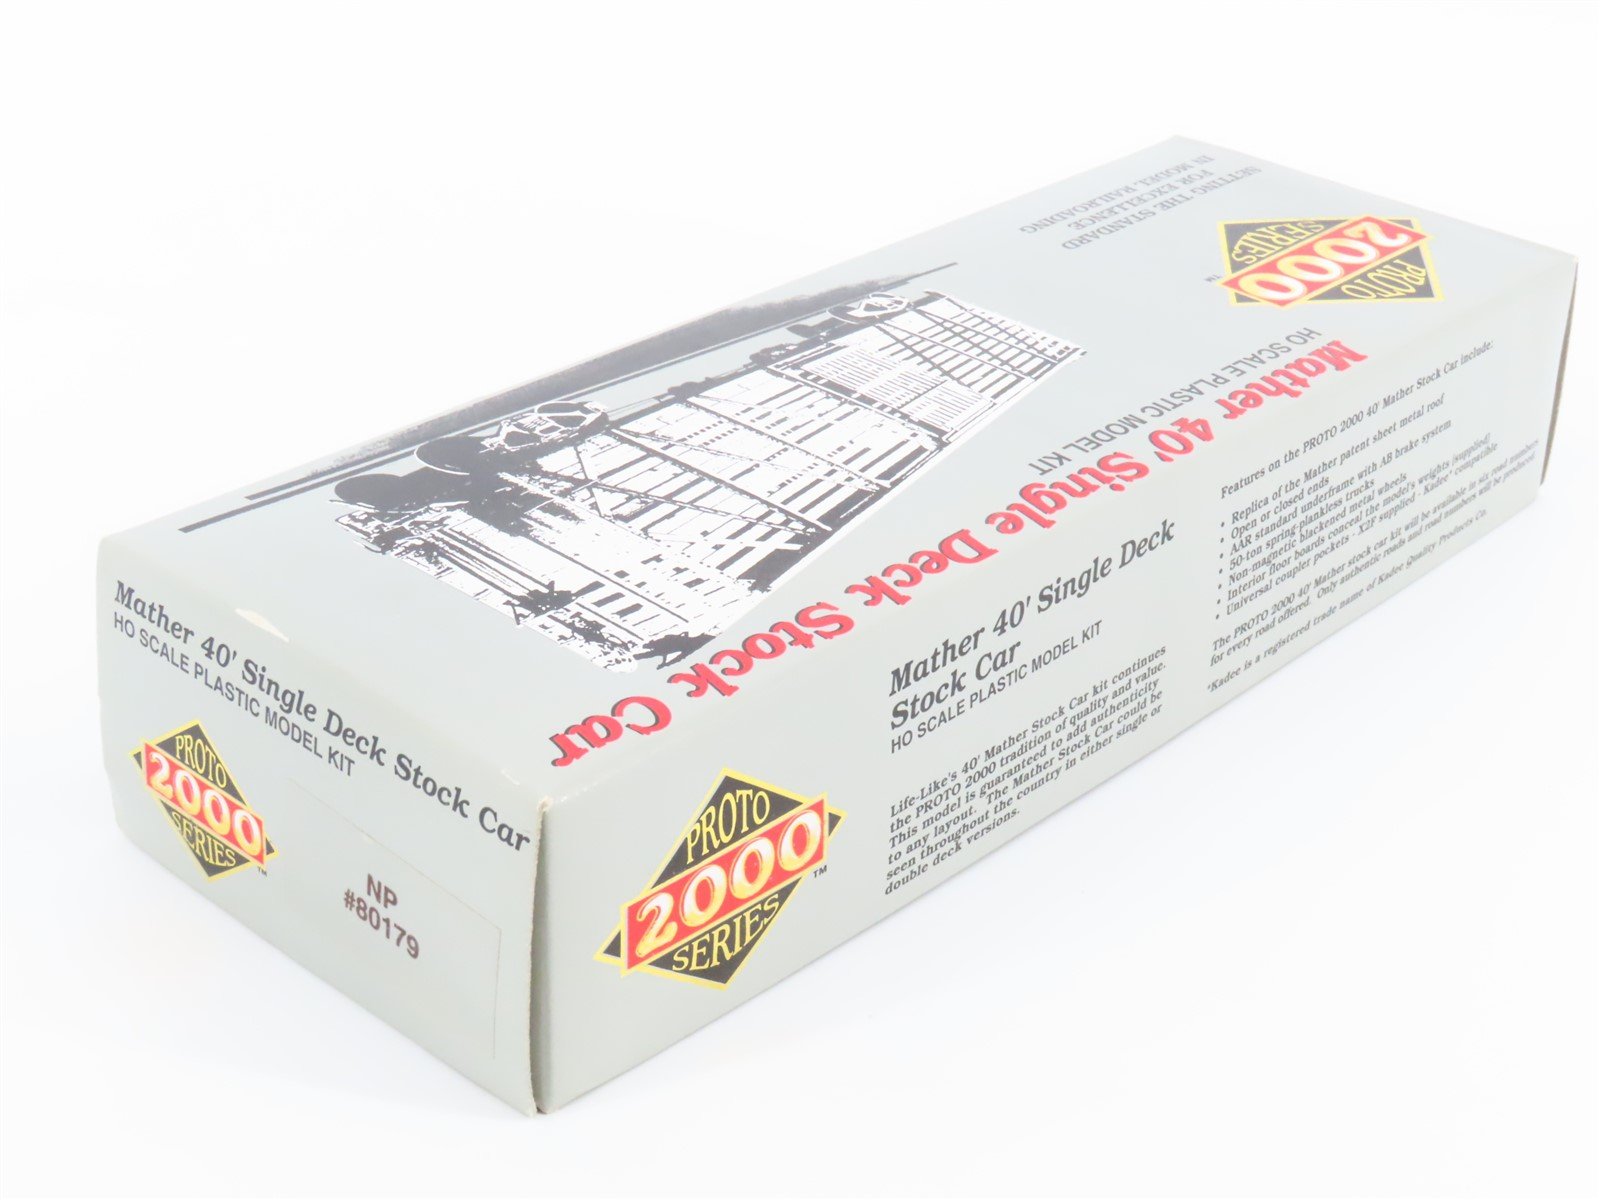 SETTING THE STANDARD
FOR EXCELLENCE
IN MODEL RAILROADING
PROTO
2000
SERIES
TM
Mather 40' Single Deck Stock Car
HO SCALE PLASTIC MODEL KIT
Mather 40' Single Deck Stock Car
HO SCALE PLASTIC MODEL KIT
PROTO
2000
SERIES
TM
NP
#80179
PROTO
2000
SERIES
TM
Mather 40' Single Deck
Stock Car
HO SCALE PLASTIC MODEL KIT
Life-Like's 40' Mather Stock Car kit continues
the PROTO 2000 tradition of quality and value.
This model is guaranteed to add authenticity
to any layout. The Mather Stock Car could be
seen throughout the country in either single or
double deck versions.
Features on the PROTO 2000 40' Mather Stock Car include:
• Replica of the Mather patent sheet metal roof
• Open or closed ends
• AAR standard underframe with AB brake system
• 50-ton spring-plankless trucks
• Non-magnetic blackened metal wheels
• Interior floor boards conceal the model's weights (supplied)
• Universal coupler pockets - X2F supplied - Kadee* compatible
The PROTO 2000 40' Mather stock car kit will be available in six road numbers
for every road offered. Only authentic roads and road numbers will be produced.
*Kadee is a registered trade name of Kadee Quality Products Co.